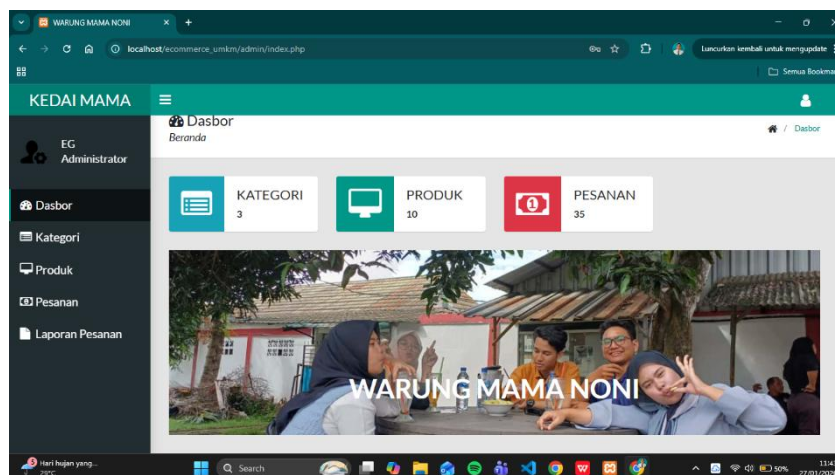 WARUNG MAMA NONI
localhost/ecommerce_umkm/admin/index.php
Luncurkan kembali untuk mengupdate
Semua Bookmar
KEDAI MAMA
Dasbor
Beranda
/ Dasbor
EG
Administrator
Dasbor
Kategori
Produk
Pesanan
Laporan Pesanan
KATEGORI
3
PRODUK
10
PESANAN
35
WARUNG MAMA NONI
Hari hujan yang...
29°C
Search
50%